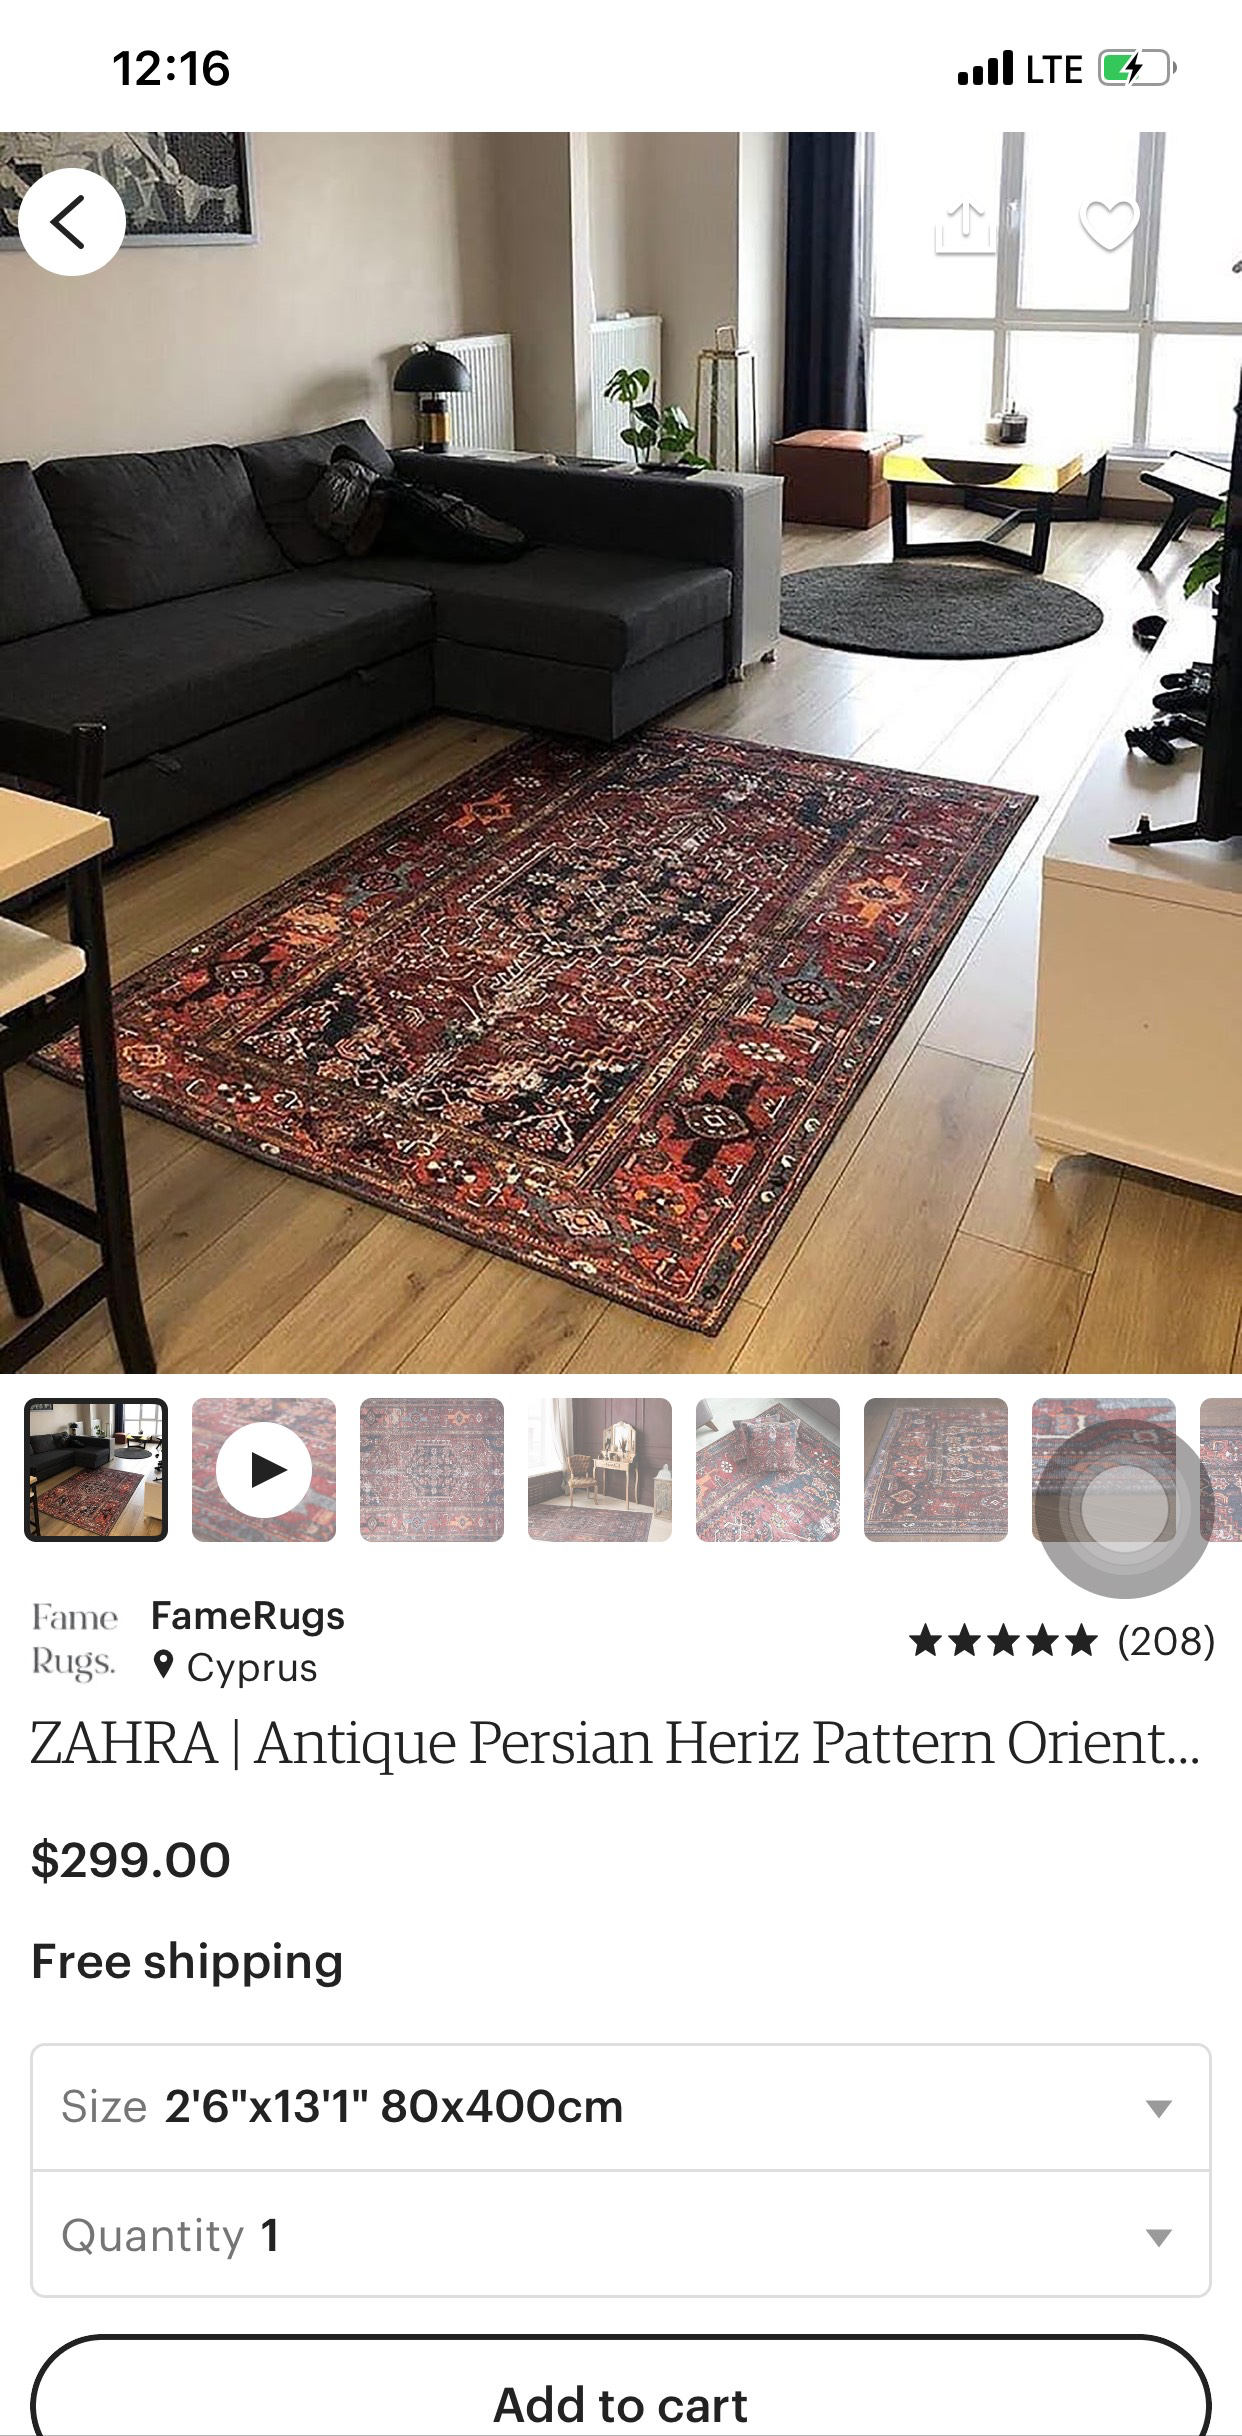 12:16
LTE
Fame
Rugs.
FameRugs
Cyprus
(208)
ZAHRA | Antique Persian Heriz Pattern Orient...
$299.00
Free shipping
Size 2'6"x13'1" 80x400cm
Quantity 1
Add to cart